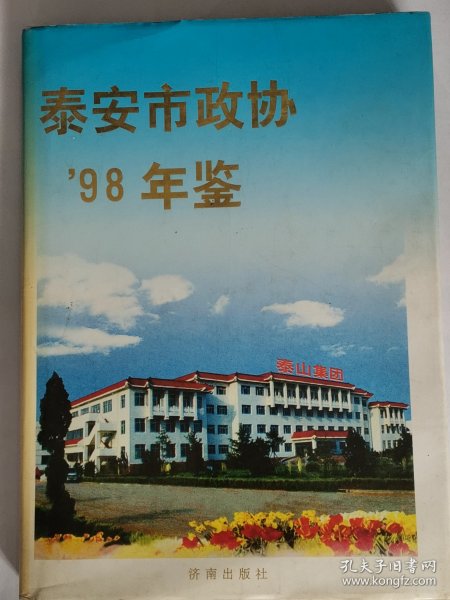 泰安市政协
'98 年鉴
泰山集团
济南出版社
孔夫子旧书网
www.kongfz.com